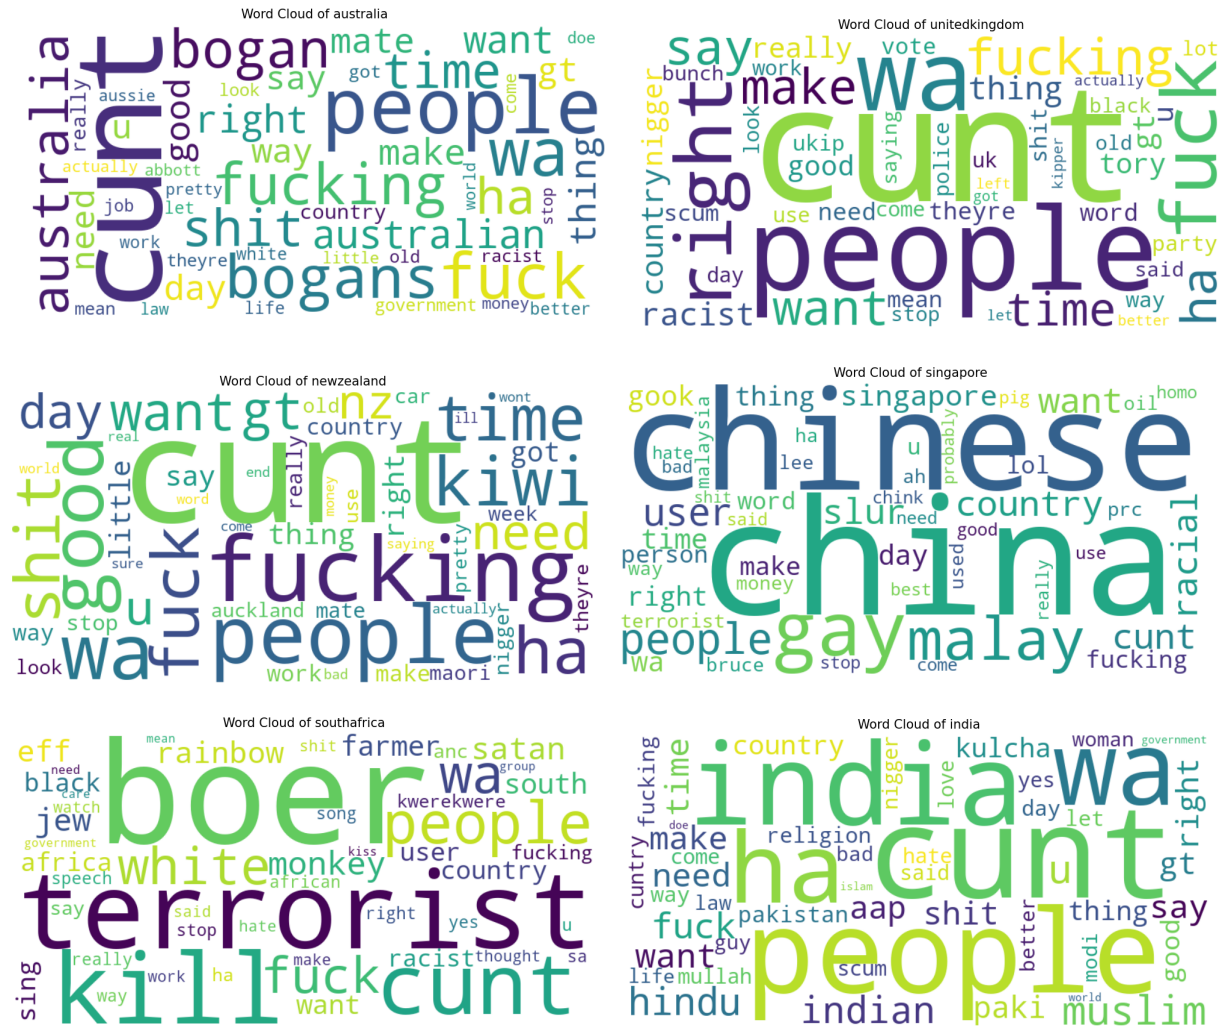 Word Cloud of australia
australia
cunt
bogan
mate
want
doe
really
aussie
good
look
say
got
time
come
gt
u
right
people
actually
abbott
way
make
wa
thing
need
pretty
fucking
world
ha
stop
job
let
country
shit
australian
work
theyre
white
little
old
racist
day
bogans
fuck
mean
law
life
government
money
better
Word Cloud of unitedkingdom
say
really
vote
fucking
lot
bunch
work
wa
actually
nigger
right
make
thing
fuck
look
cunt
black
u
ukip
saying
police
shit
old
gt
good
uk
kipper
tory
country
left
got
scum
use
need
come
theyre
word
people
party
day
said
racist
want
mean
stop
let
time
way
better
ha
Word Cloud of newzealand
day
want
gt
old
nz
car
wont
country
ill
time
real
cunt
world
good
say
end
really
got
kiwi
shit
little
word
money
use
right
week
fuck
come
thing
need
sure
saying
pretty
fucking
u
stop
auckland
mate
actually
theyre
way
people
nigger
ha
look
wa
work
bad
make
maori
Word Cloud of singapore
gook
thing
singapore
pig
want
oil
homo
chinese
malaysia
hate
bad
ha
lee
u
ah
probably
lol
shit
word
chink
country
prc
user
said
slur
need
good
racial
time
china
person
way
make
money
day
used
use
right
best
really
terrorist
people
gay
malay
cunt
wa
bruce
stop
come
fucking
Word Cloud of southafrica
eff
mean
rainbow
shit
farmer
anc
satan
need
black
care
boer
wa
group
south
watch
song
kwerekwere
jew
people
government
africa
white
monkey
kiss
user
fucking
speech
african
country
terrorist
say
said
stop
hate
right
yes
u
really
kill
make
fuck
racist
thought
sa
sing
way
work
ha
want
cunt
Word Cloud of india
fucking
time
country
india
nigger
love
kulcha
woman
government
wa
yes
doe
make
day
right
religion
let
come
ha
bad
hate
said
cunt
u
gt
cuntry
need
way
law
islam
fuck
pakistan
aap
shit
thing
say
want
guy
people
better
modi
good
life
mullah
scum
hindu
indian
paki
world
muslim